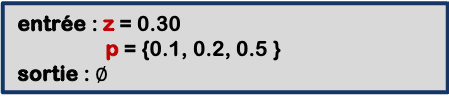 entrée : z = 0.30
p = {0.1, 0.2, 0.5 }
sortie : ∅